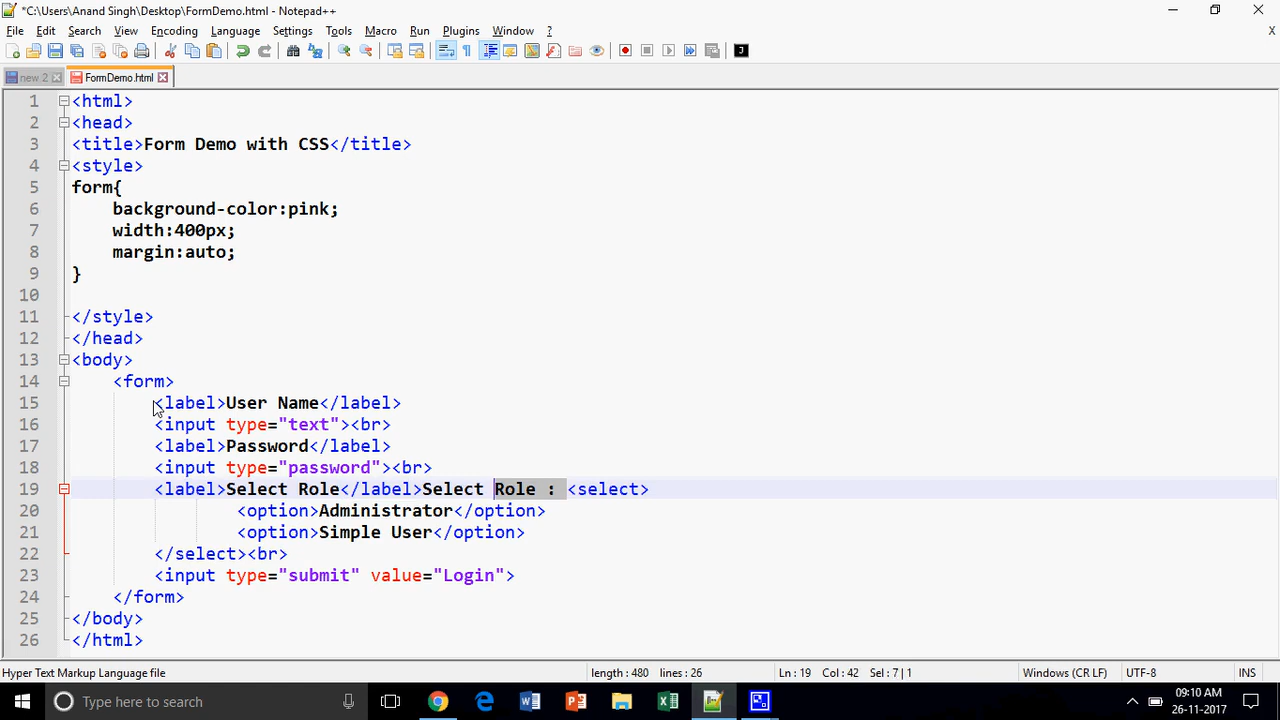 *C:\Users\Anand Singh\Desktop\FormDemo.html - Notepad++
File Edit Search View Encoding Language Settings Tools Macro Run Plugins Window ? X
new 2 FormDemo.html
1 <html>
2 <head>
3 <title>Form Demo with CSS</title>
4 <style>
5 form{
6 background-color:pink;
7 width:400px;
8 margin:auto;
9 }
10
11 </style>
12 </head>
13 <body>
14 <form>
15 <label>User Name</label>
16 <input type="text"><br>
17 <label>Password</label>
18 <input type="password"><br>
19 <label>Select Role</label>Select Role : <select>
20 <option>Administrator</option>
21 <option>Simple User</option>
22 </select><br>
23 <input type="submit" value="Login">
24 </form>
25 </body>
26 </html>
Hyper Text Markup Language file length : 480 lines : 26 Ln : 19 Col : 42 Sel : 7 | 1 Windows (CR LF) UTF-8 INS
Type here to search 09:10 AM
26-11-2017